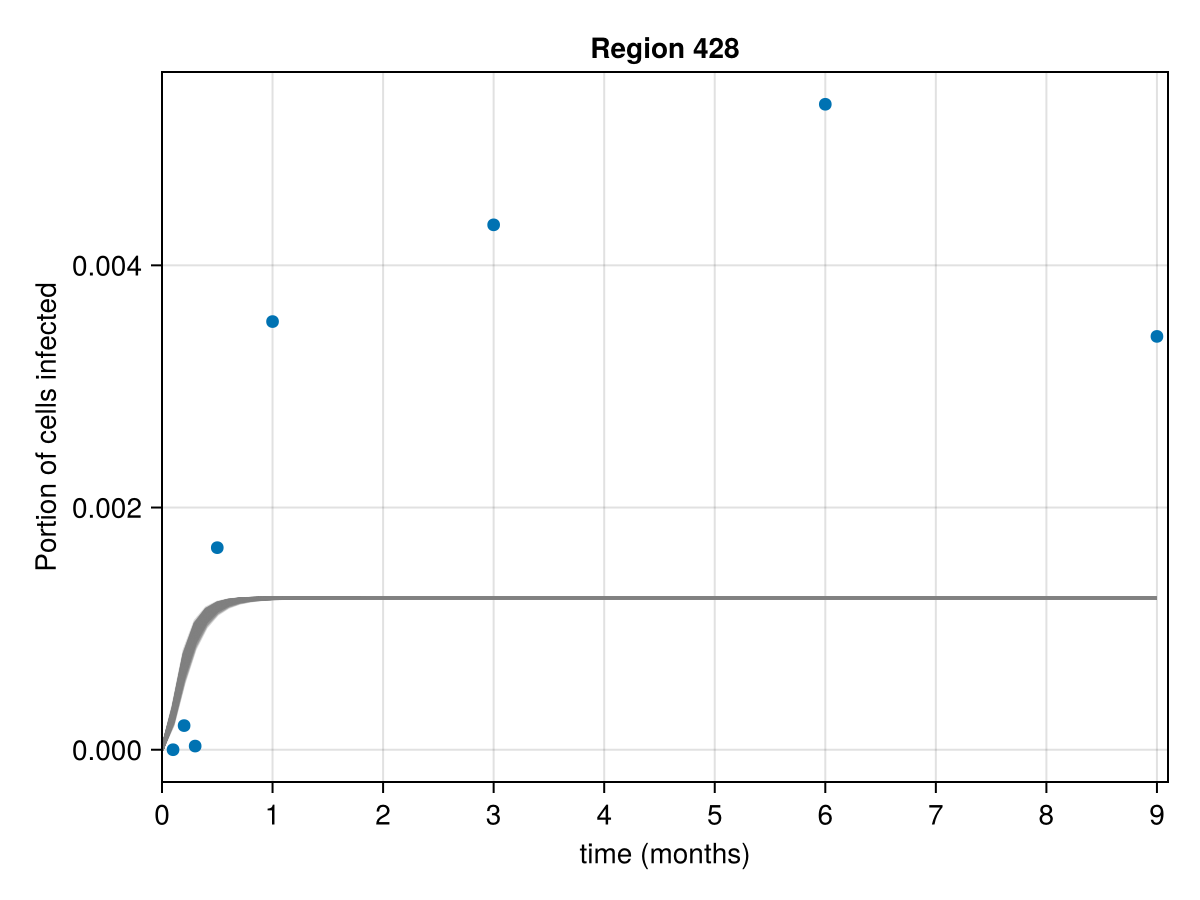 Region 428
Portion of cells infected
0.004
0.002
0.000
0 1 2 3 4 5 6 7 8 9
time (months)